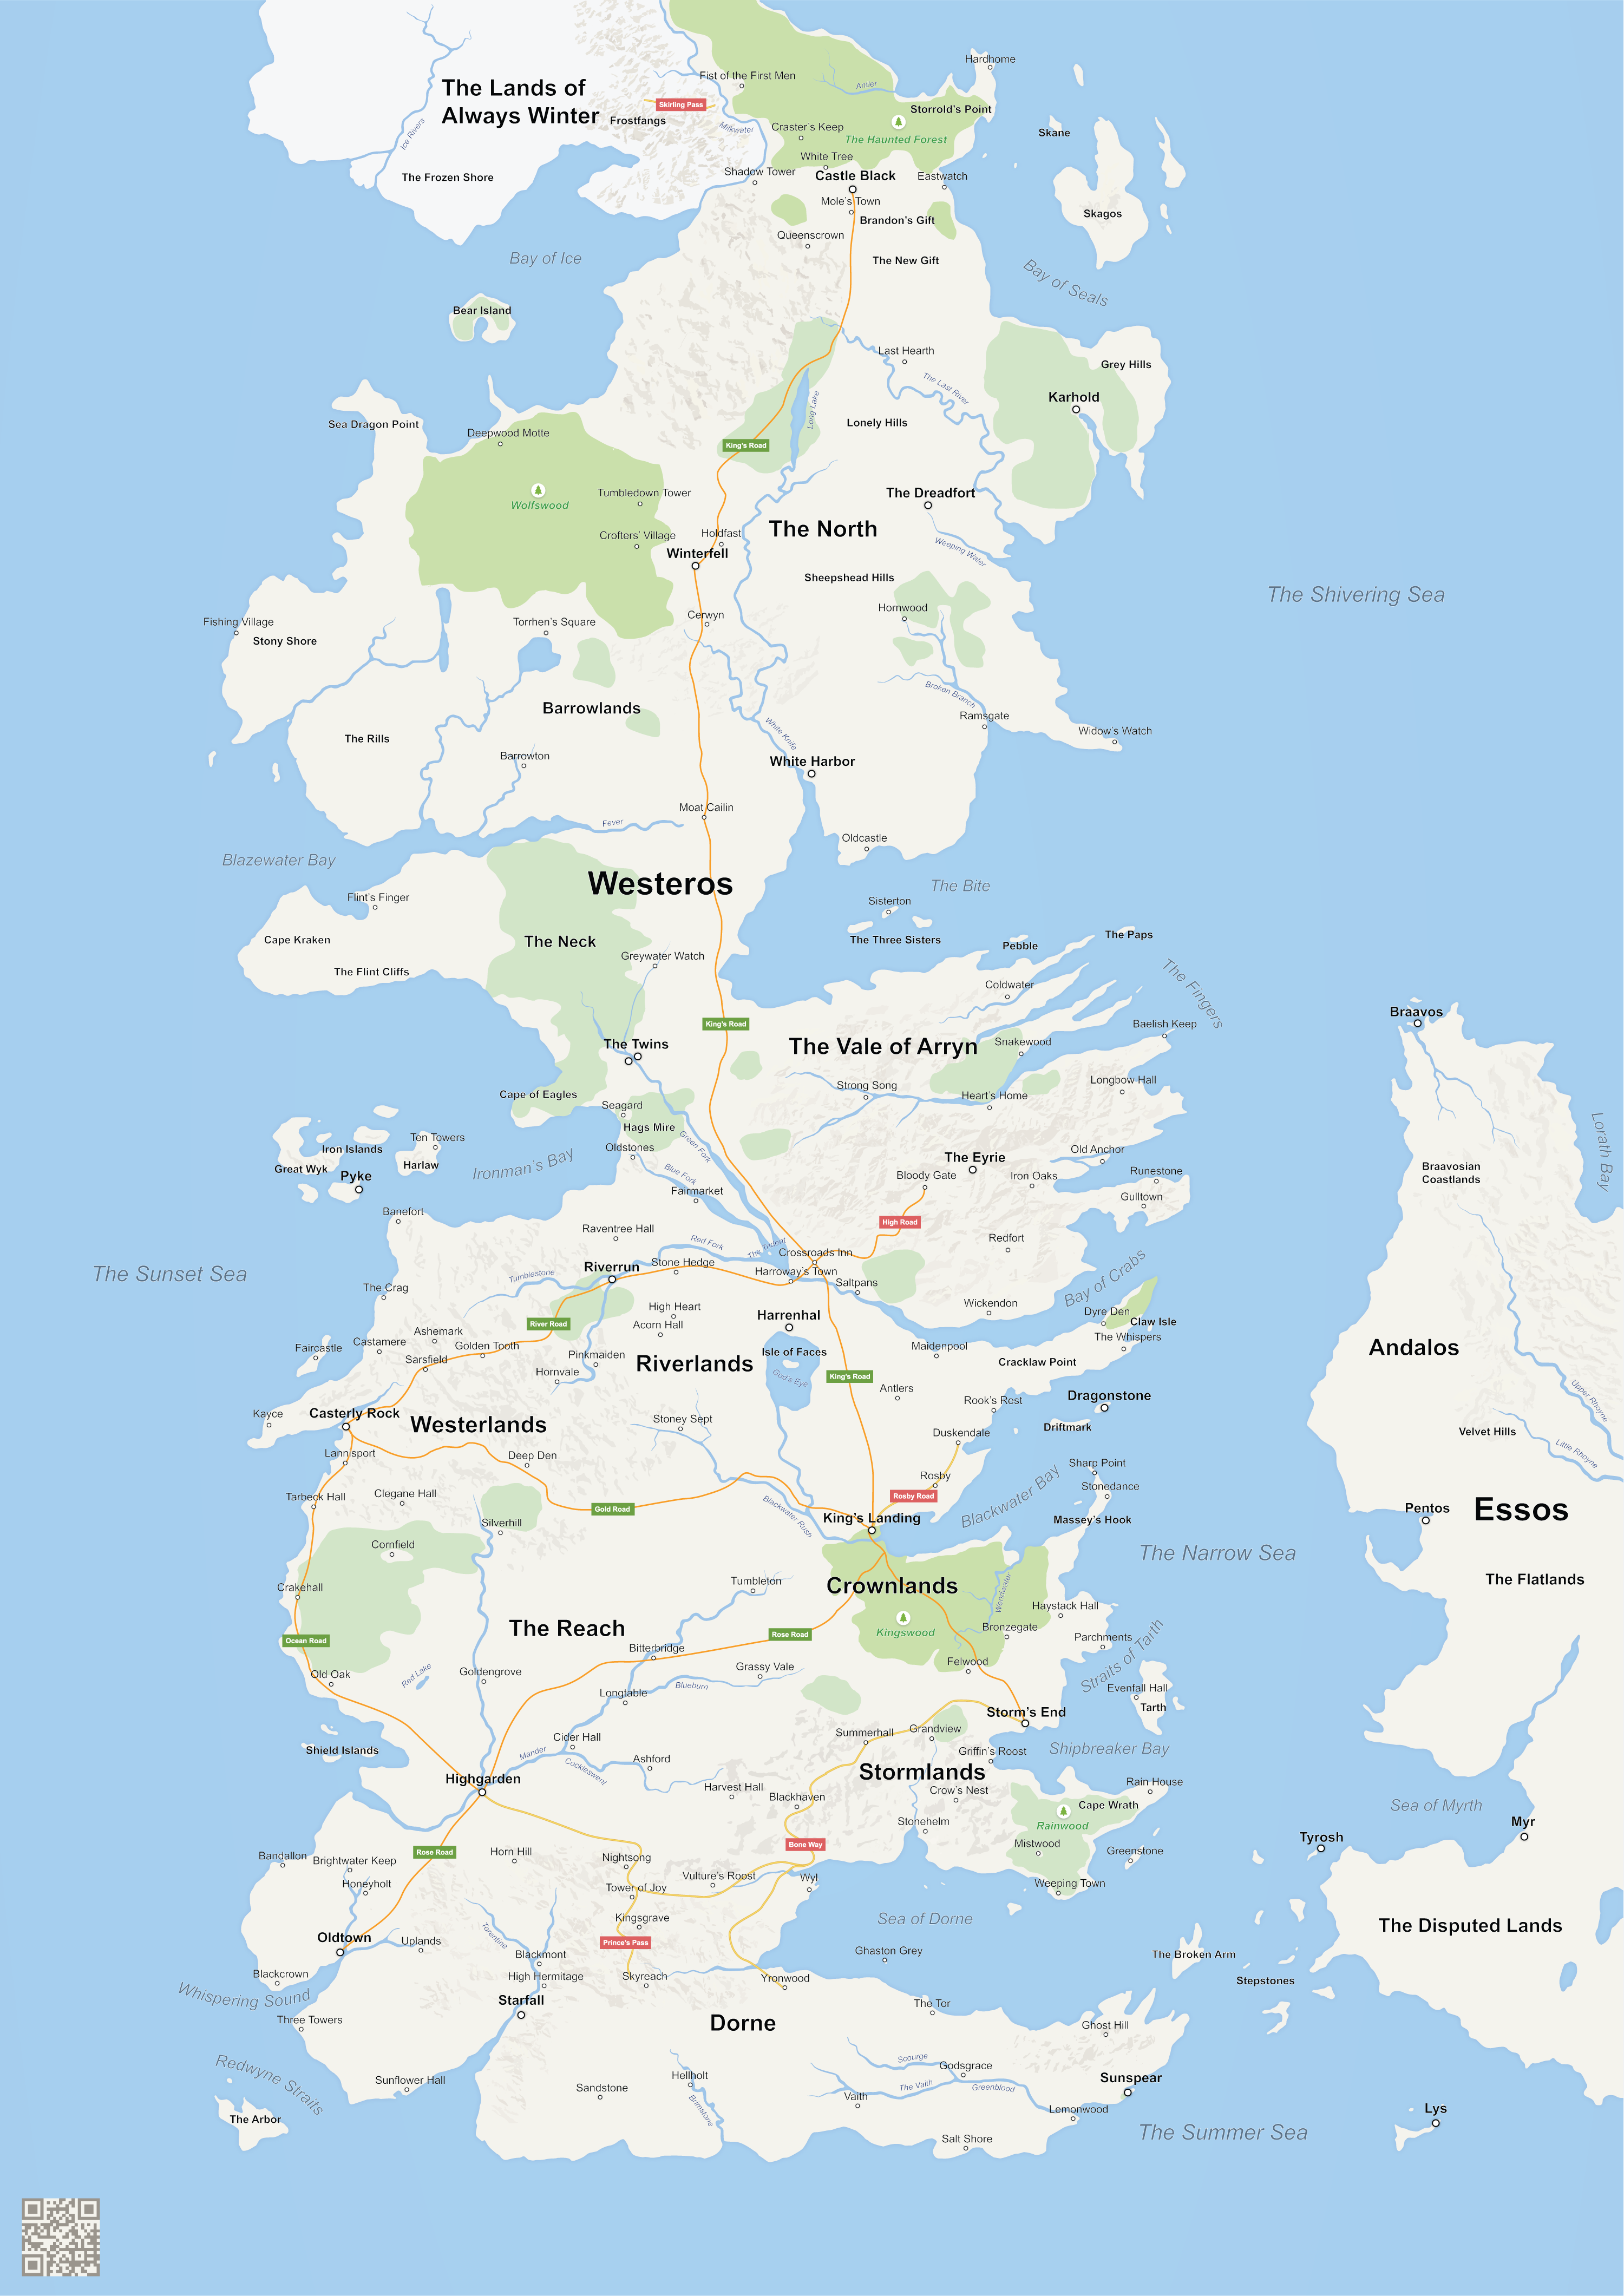 Hardhome
Fist of the First Men
The Lands of
Always Winter
Antler
Skirling Pass
Storrold's Point
Frostfangs
Milkwater
Craster's Keep
Skane
Ice Rivers
The Haunted Forest
White Tree
Shadow Tower
Castle Black
Eastwatch
The Frozen Shore
Mole's Town
Brandon's Gift
Skagos
Queenscrown
Bay of Ice
The New Gift
Bay of Seals
Bear Island
Last Hearth
Grey Hills
The Last River
Karhold
Long Lake
Sea Dragon Point
Lonely Hills
Deepwood Motte
King's Road
Tumbledown Tower
The Dreadfort
Wolfswood
The North
Crofters' Village
Holdfast
Winterfell
Weeping Water
Sheepshead Hills
The Shivering Sea
Hornwood
Cerwyn
Fishing Village
Torrhen's Square
Stony Shore
Broken Branch
Barrowlands
Ramsgate
White Knife
Widow's Watch
The Rills
Barrowton
White Harbor
Moat Cailin
Fever
Oldcastle
Blazewater Bay
Westeros
The Bite
Flint's Finger
Sisterton
The Paps
Cape Kraken
The Neck
The Three Sisters
Pebble
Greywater Watch
The Flint Cliffs
The Fingers
Coldwater
Braavos
King's Road
Baelish Keep
The Twins
The Vale of Arryn
Snakewood
Longbow Hall
Strong Song
Cape of Eagles
Heart's Home
Seagard
Hags Mire
Ten Towers
Iron Islands
Green Fork
Lorath Bay
Oldstones
Old Anchor
The Eyrie
Great Wyk
Harlaw
Ironman's Bay
Blue Fork
Bloody Gate
Iron Oaks
Runestone
Braavosian
Coastlands
Pyke
Fairmarket
Gulltown
Banefort
High Road
Raventree Hall
Redfort
Red Fork
The Trident
Crossroads Inn
Stone Hedge
Riverrun
Harroway's Town
The Sunset Sea
Tumblestone
Saltpans
Bay of Crabs
The Crag
High Heart
Wickendon
Dyre Den
Harrenhal
Claw Isle
River Road
Acorn Hall
Ashemark
The Whispers
Castamere
Golden Tooth
Faircastle
Sarsfield
Pinkmaiden
Isle of Faces
Maidenpool
Andalos
Riverlands
Cracklaw Point
Hornvale
God's Eye
King's Road
Antlers
Dragonstone
Upper Rhoyne
Rook's Rest
Kayce
Casterly Rock
Westerlands
Stoney Sept
Driftmark
Duskendale
Velvet Hills
Lannisport
Deep Den
Little Rhoyne
Sharp Point
Rosby
Stonedance
Clegane Hall
Tarbeck Hall
Rosby Road
Gold Road
Blackwater Rush
Blackwater Bay
Pentos
Essos
King's Landing
Massey's Hook
Silverhill
Cornfield
The Narrow Sea
The Flatlands
Tumbleton
Crownlands
Crakehall
Wendwater
Haystack Hall
The Reach
Kingswood
Bronzegate
Rose Road
Ocean Road
Parchments
Bitterbridge
Straits of Tarth
Felwood
Old Oak
Red Lake
Goldengrove
Grassy Vale
Blueburn
Evenfall Hall
Longtable
Tarth
Storm's End
Summerhall
Grandview
Cider Hall
Shield Islands
Mander
Griffin's Roost
Shipbreaker Bay
Ashford
Cockleswent
Stormlands
Highgarden
Harvest Hall
Crow's Nest
Rain House
Blackhaven
Cape Wrath
Sea of Myrth
Stonehelm
Rainwood
Myr
Tyrosh
Bone Way
Mistwood
Rose Road
Horn Hill
Greenstone
Bandallon
Brightwater Keep
Nightsong
Honeyholt
Vulture's Roost
Wyl
Weeping Town
Tower of Joy
Kingsgrave
Sea of Dorne
The Disputed Lands
Torentine
Oldtown
Uplands
Prince's Pass
Blackmont
Ghaston Grey
The Broken Arm
Blackcrown
High Hermitage
Skyreach
Yronwood
Stepstones
Whispering Sound
Starfall
The Tor
Three Towers
Dorne
Ghost Hill
Scourge
Redwyne Straits
Godsgrace
Hellholt
Sunflower Hall
Sandstone
The Vaith
Greenblood
Sunspear
Vaith
Brimstone
Lemonwood
Lys
The Arbor
The Summer Sea
Salt Shore